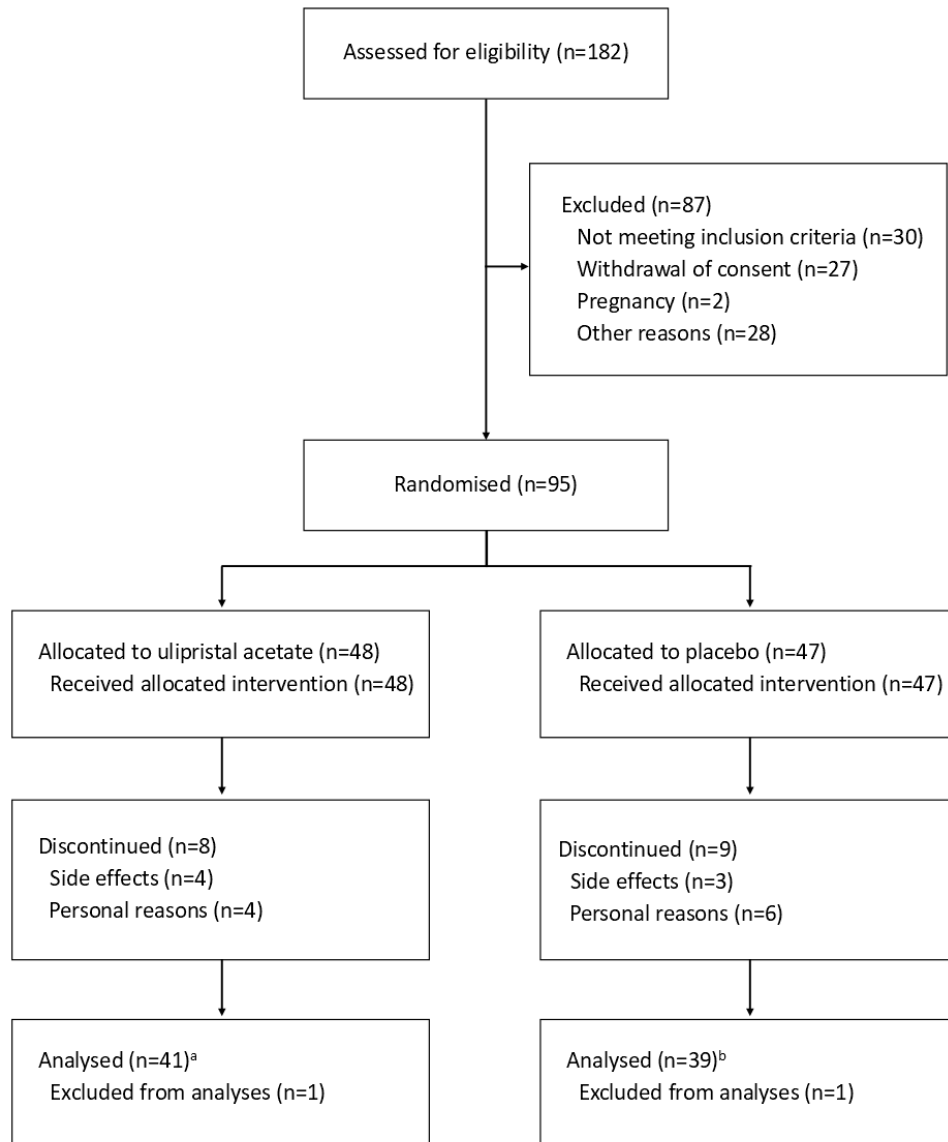 Assessed for eligibility (n=182)
Excluded (n=87)
Not meeting inclusion criteria (n=30)
Withdrawal of consent (n=27)
Pregnancy (n=2)
Other reasons (n=28)
Randomised (n=95)
Allocated to ulipristal acetate (n=48)
Received allocated intervention (n=48)
Allocated to placebo (n=47)
Received allocated intervention (n=47)
Discontinued (n=8)
Side effects (n=4)
Personal reasons (n=4)
Discontinued (n=9)
Side effects (n=3)
Personal reasons (n=6)
Analysed (n=41)ᵃ
Excluded from analyses (n=1)
Analysed (n=39)ᵇ
Excluded from analyses (n=1)